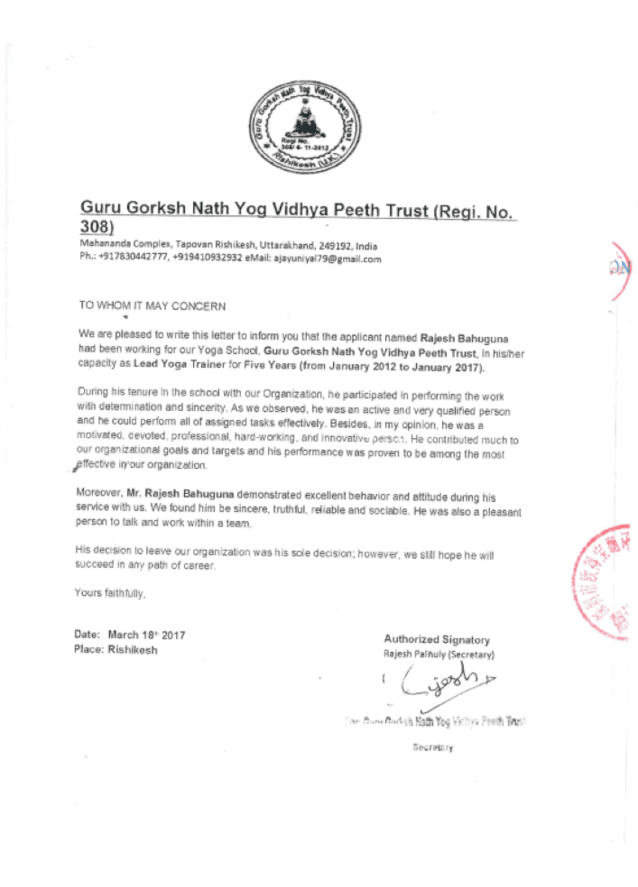 Guru Gorksh Nath Yog Vidhya Peeth Trust
Regi No.
308/ 6- 11-2012
Rishikesh (U.K.)
Guru Gorksh Nath Yog Vidhya Peeth Trust (Regi. No.
308)
Mahananda Complex, Tapovan Rishikesh, Uttarakhand, 249192, India
Ph.: +917830442777, +919410932932 eMail: ajayuniyal79@gmail.com
TO WHOM IT MAY CONCERN
We are pleased to write this letter to inform you that the applicant named Rajesh Bahuguna
had been working for our Yoga School, Guru Gorksh Nath Yog Vidhya Peeth Trust, in his/her
capacity as Lead Yoga Trainer for Five Years (from January 2012 to January 2017).
During his tenure in the school with our Organization, he participated in performing the work
with determination and sincerity. As we observed, he was an active and very qualified person
and he could perform all of assigned tasks effectively. Besides, in my opinion, he was a
motivated, devoted, professional, hard-working, and innovative person. He contributed much to
our organizational goals and targets and his performance was proven to be among the most
effective in our organization.
Moreover, Mr. Rajesh Bahuguna demonstrated excellent behavior and attitude during his
service with us. We found him be sincere, truthful, reliable and sociable. He was also a pleasant
person to talk and work within a team.
His decision to leave our organization was his sole decision; however, we still hope he will
succeed in any path of career.
Yours faithfully,
Date: March 18th 2017
Place: Rishikesh
Authorized Signatory
Rajesh Painuly (Secretary)
Nath Yog Vidhya Peeth Trust
Secretary